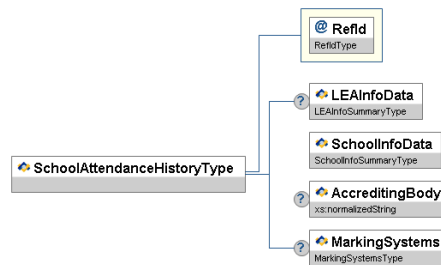 @ RefId
RefIdType
? LEAInfoData
LEAInfoSummaryType
SchoolInfoData
SchoolInfoSummaryType
SchoolAttendanceHistoryType
? AccreditingBody
xs:normalizedString
? MarkingSystems
MarkingSystemsType